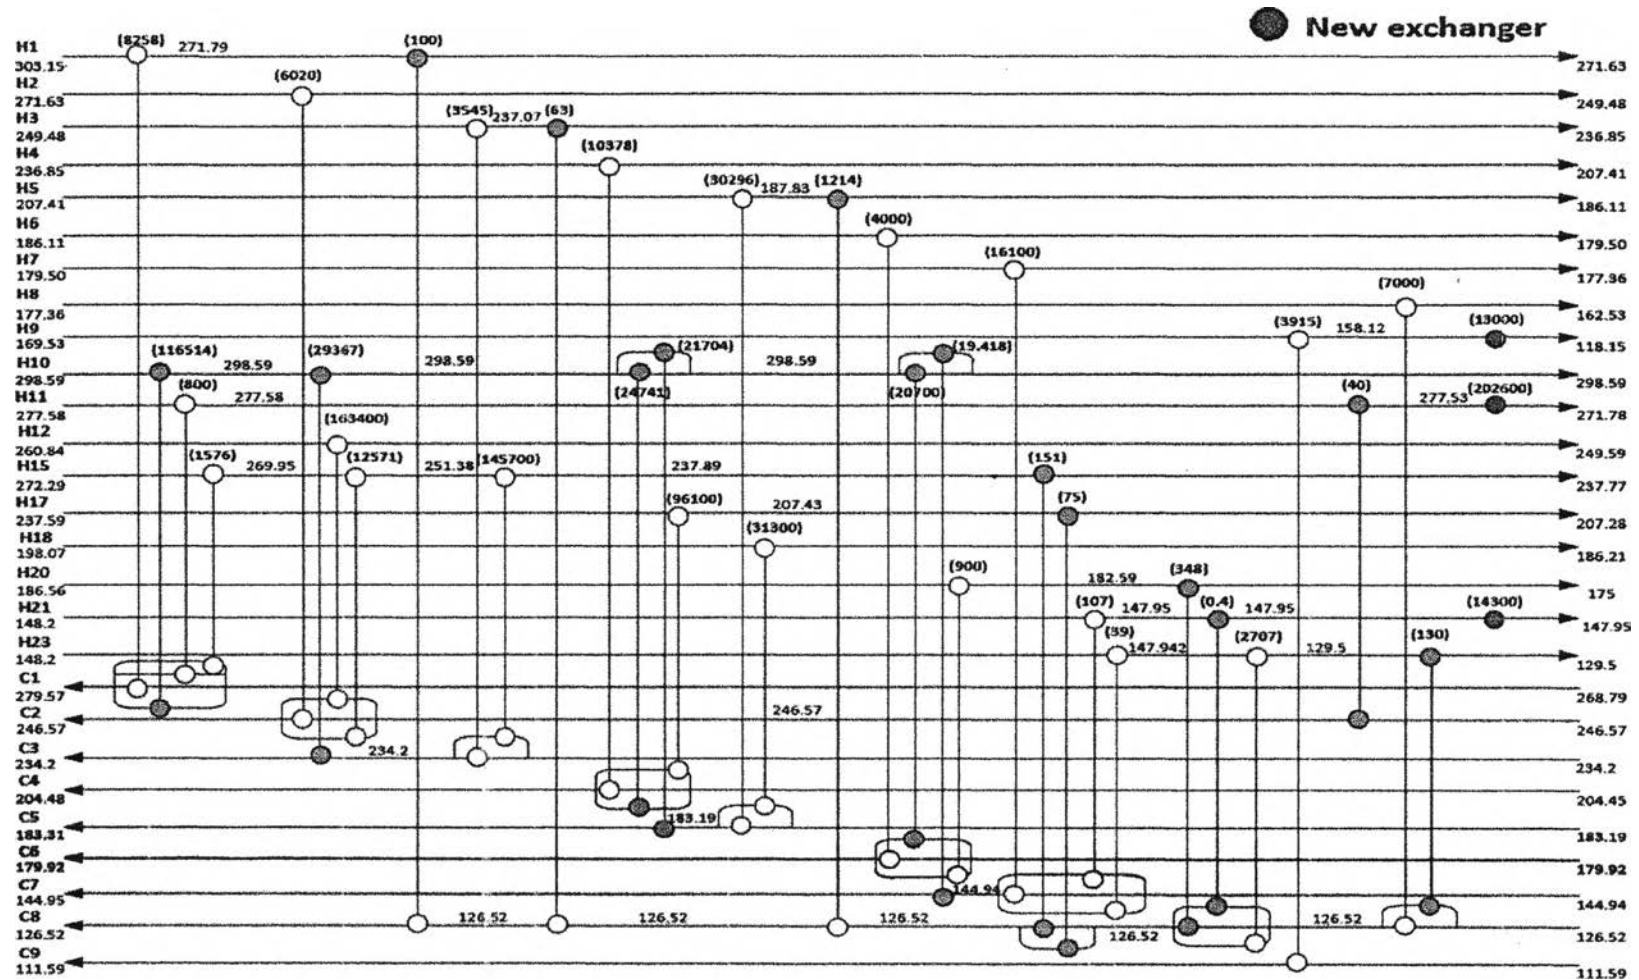 New exchanger
H1 (8258) 271.79 (100)
303.15 271.63
H2 (6020)
271.63 249.48
H3 (3545) 237.07 (63)
249.48 236.85
H4 (10378)
236.85 207.41
H5 (30296) 187.83 (1214)
207.41 186.11
H6 (4000)
186.11 179.50
H7 (16100)
179.50 177.36
H8 (7000)
177.36 162.53
H9 (3915) 158.12 (13000)
169.53 118.15
H10 (116514) 298.59 (29367) 298.59 (21704) 298.59 (19.418)
298.59 (24741) (20700) 298.59
H11 (800) 277.58 (40) 277.53 (202600)
277.58 271.78
H12 (163400)
260.84 249.59
H15 (1576) 269.95 (12571) 251.38 (145700) 237.89 (151)
272.29 237.77
H17 (96100) 207.43 (75)
237.59 207.28
H18 (31300)
198.07 186.21
H20 (900) 182.59 (348)
186.56 175
H21 (107) 147.95 (0.4) 147.95 (14300)
148.2 147.95
H23 (39) 147.942 (2707) 129.5 (130)
148.2 129.5
C1
279.57 268.79
C2 246.57
246.57 246.57
C3 234.2
234.2 234.2
C4
204.48 204.45
C5 183.19
183.31 183.19
C6
179.92 179.92
C7 144.94
144.95 144.94
C8 126.52 126.52 126.52 126.52 126.52
126.52 126.52
C9
111.59 111.59